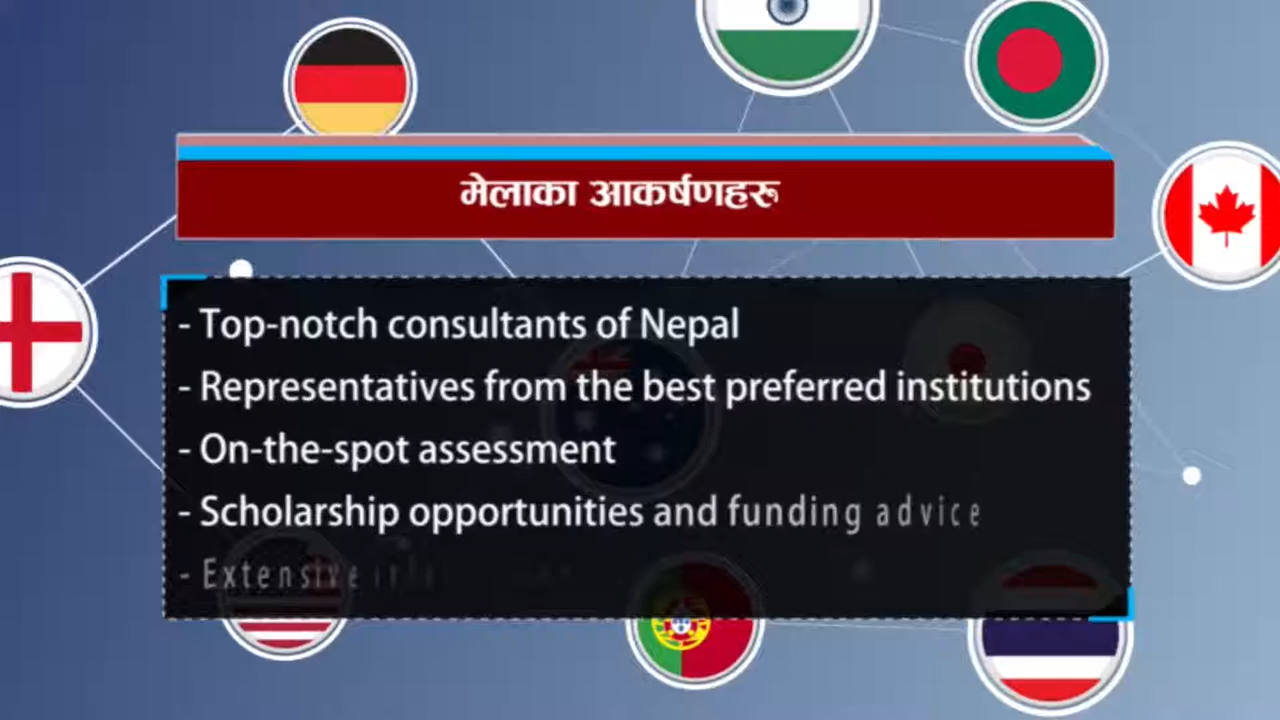 मेलाका आकर्षणहरु
- Top-notch consultants of Nepal
- Representatives from the best preferred institutions
- On-the-spot assessment
- Scholarship opportunities and funding advice
- Extensive